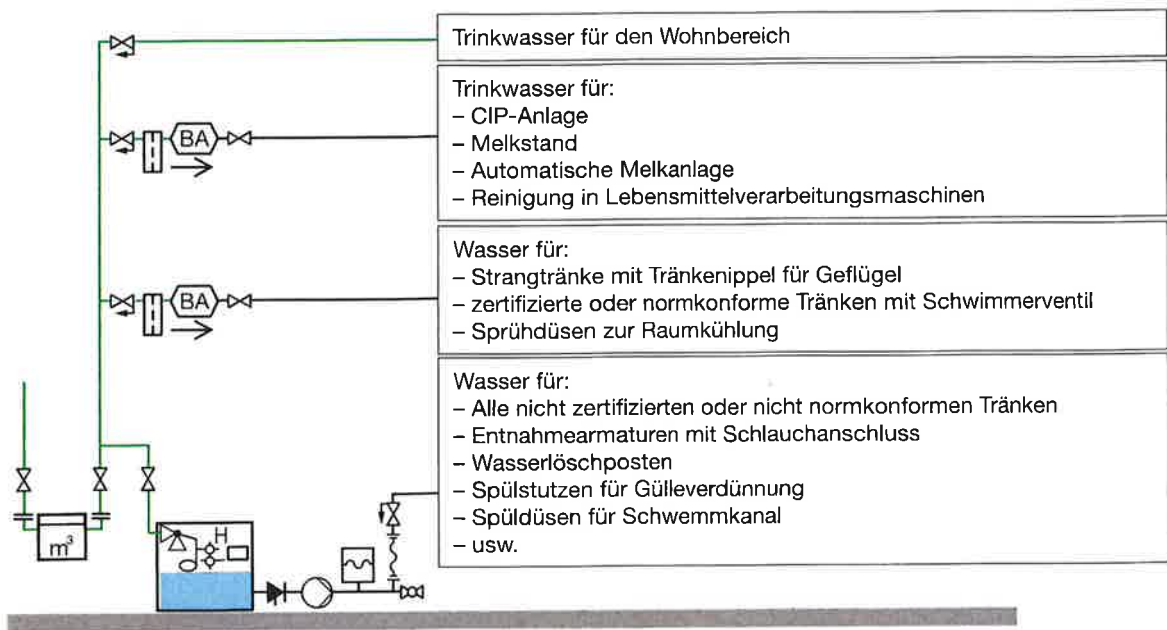 Trinkwasser für den Wohnbereich
Trinkwasser für:
– CIP-Anlage
– Melkstand
– Automatische Melkanlage
– Reinigung in Lebensmittelverarbeitungsmaschinen
BA
Wasser für:
– Strangtränke mit Tränkenippel für Geflügel
– zertifizierte oder normkonforme Tränken mit Schwimmerventil
– Sprühdüsen zur Raumkühlung
BA
Wasser für:
– Alle nicht zertifizierten oder nicht normkonformen Tränken
– Entnahmearmaturen mit Schlauchanschluss
– Wasserlöschposten
– Spülstutzen für Gülleverdünnung
– Spüldüsen für Schwemmkanal
– usw.
m³
H